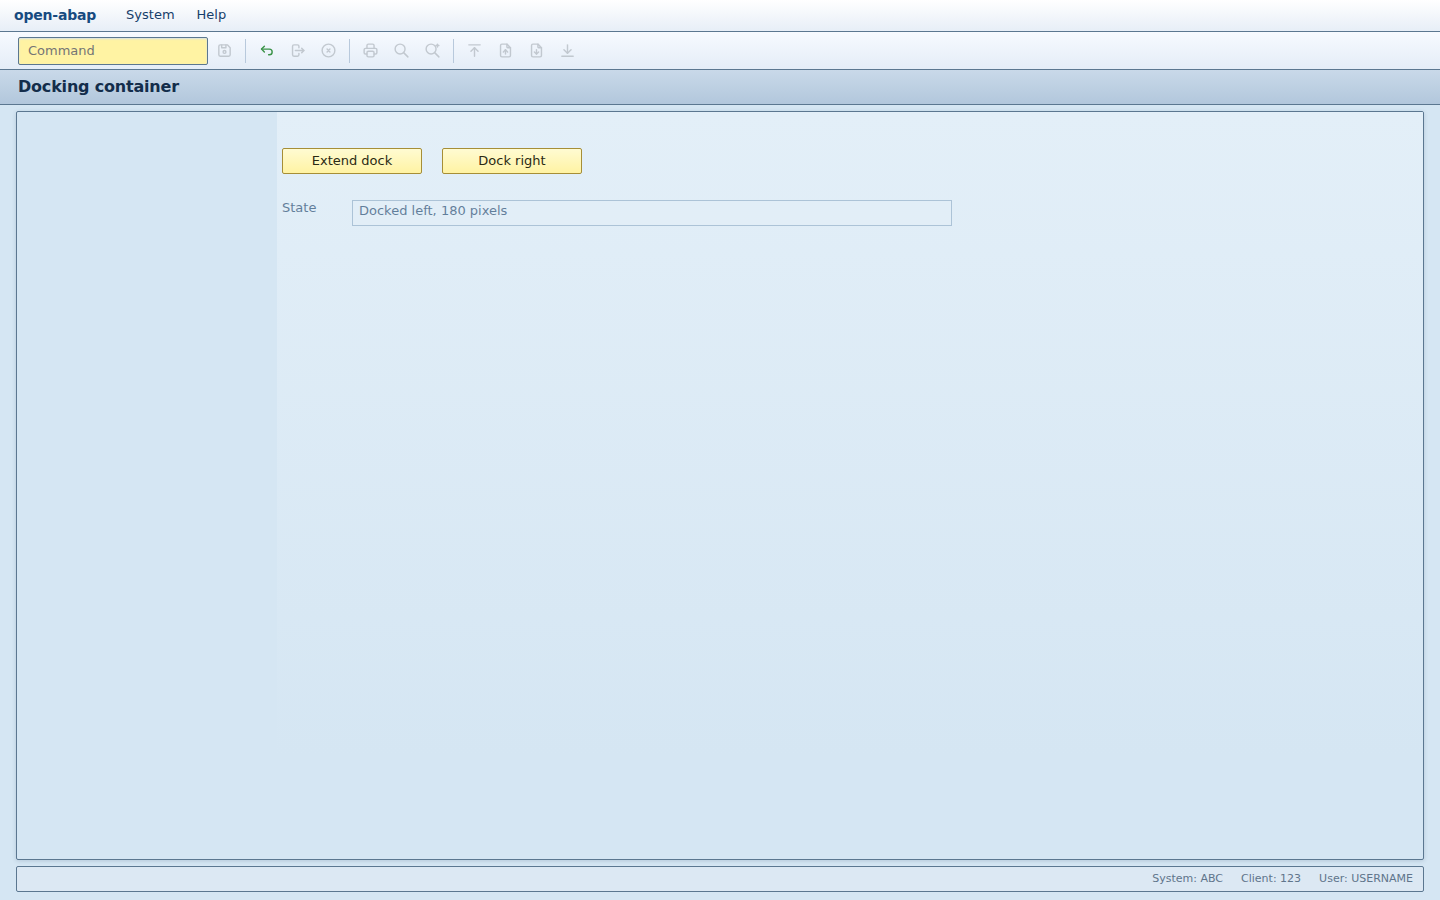 open-abap System Help
Command
Docking container
Extend dock Dock right
State Docked left, 180 pixels
System: ABC Client: 123 User: USERNAME